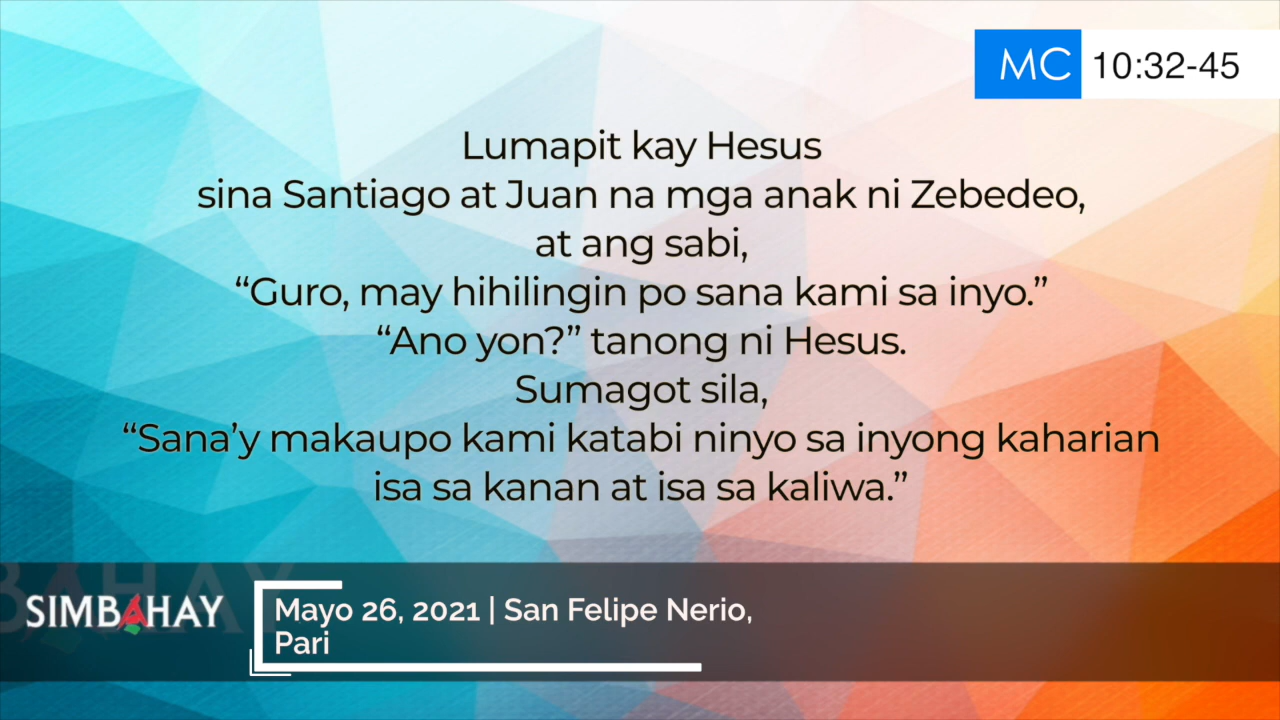 MC 10:32-45
Lumapit kay Hesus
sina Santiago at Juan na mga anak ni Zebedeo,
at ang sabi,
“Guro, may hihilingin po sana kami sa inyo.”
“Ano yon?” tanong ni Hesus.
Sumagot sila,
“Sana’y makaupo kami katabi ninyo sa inyong kaharian
isa sa kanan at isa sa kaliwa.”
SIMBAHAY
Mayo 26, 2021 | San Felipe Nerio,
Pari